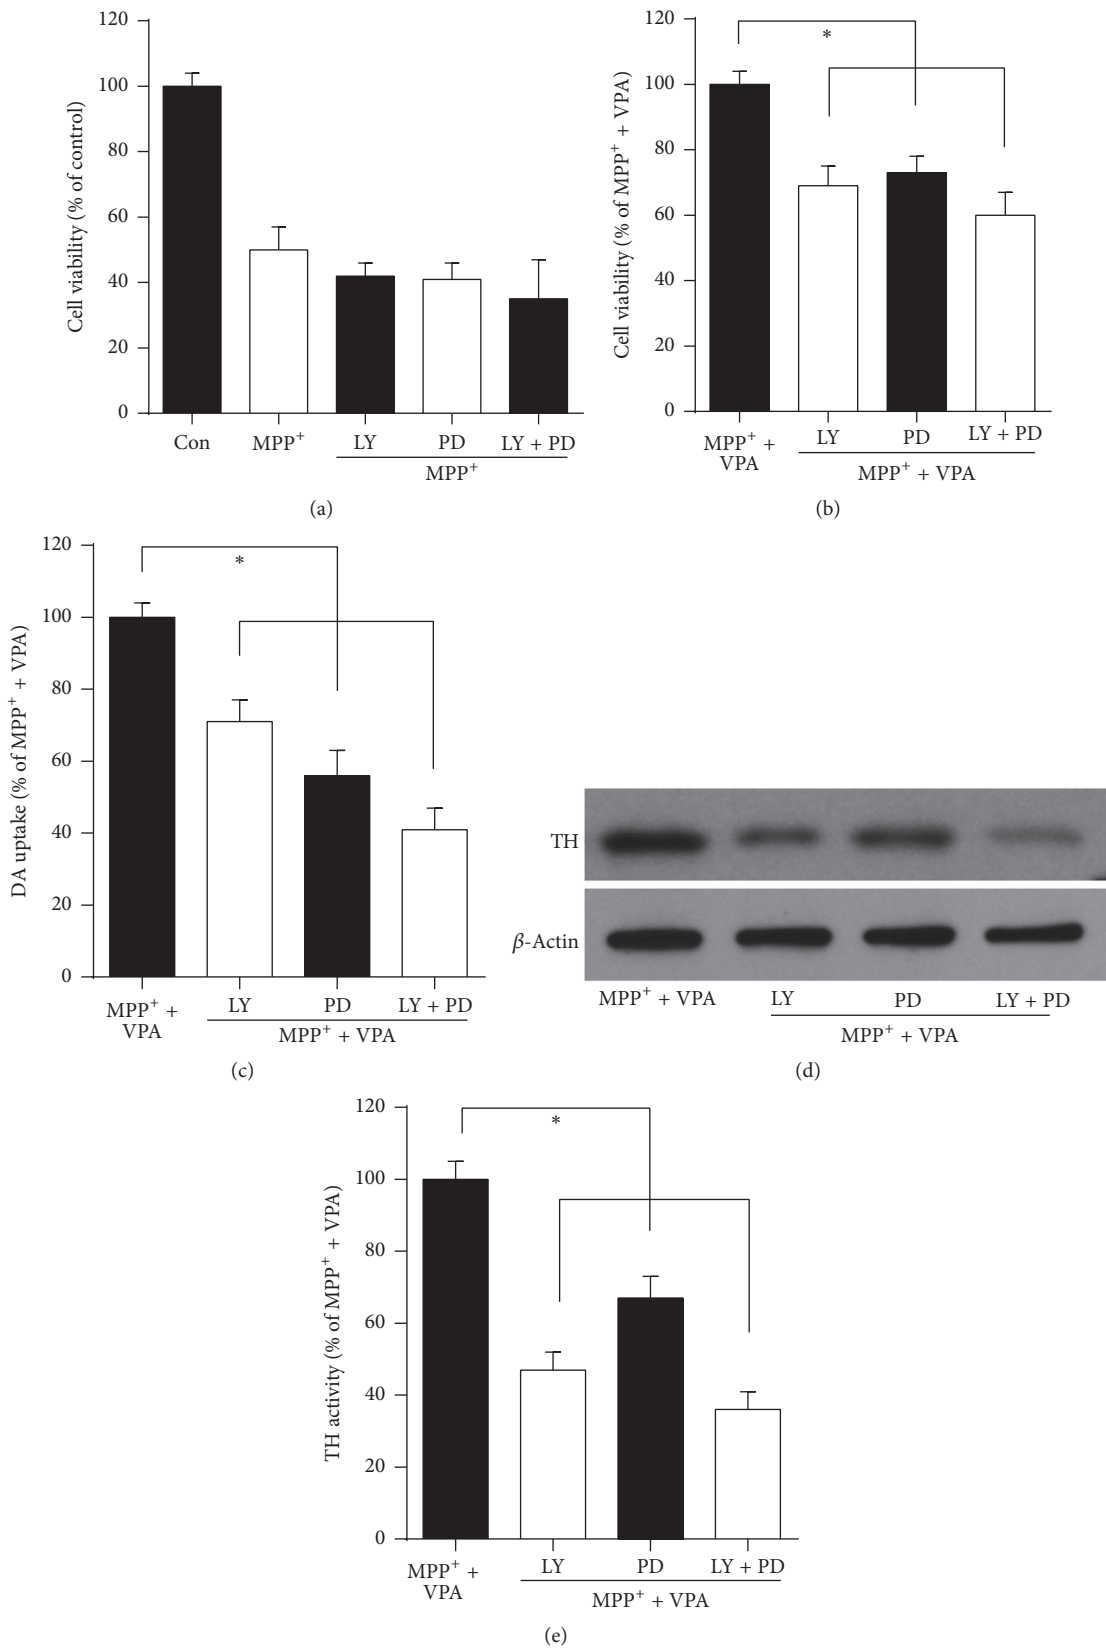 Cell viability (% of control)
120
100
80
60
40
20
0
Con
MPP⁺
LY
PD
LY + PD
MPP⁺
(a)
Cell viability (% of MPP⁺ + VPA)
120
100
80
60
40
20
0
*
MPP⁺ +
VPA
LY
PD
LY + PD
MPP⁺ + VPA
(b)
DA uptake (% of MPP⁺ + VPA)
120
100
80
60
40
20
0
*
MPP⁺ +
VPA
LY
PD
LY + PD
MPP⁺ + VPA
(c)
TH
β-Actin
MPP⁺ + VPA
LY
PD
LY + PD
MPP⁺ + VPA
(d)
TH activity (% of MPP⁺ + VPA)
120
100
80
60
40
20
0
*
MPP⁺ +
VPA
LY
PD
LY + PD
MPP⁺ + VPA
(e)